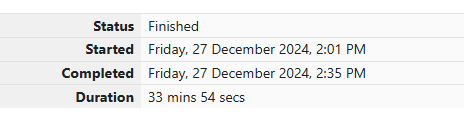 Status Finished
Started Friday, 27 December 2024, 2:01 PM
Completed Friday, 27 December 2024, 2:35 PM
Duration 33 mins 54 secs